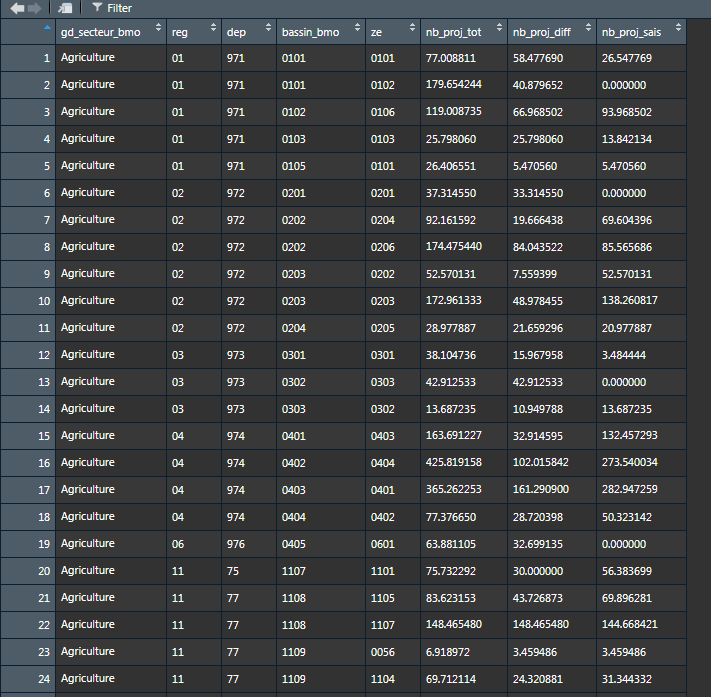 Filter
gd_secteur_bmo reg dep bassin_bmo ze nb_proj_tot nb_proj_diff nb_proj_sais
1 Agriculture 01 971 0101 0101 77.008811 58.477690 26.547769
2 Agriculture 01 971 0101 0102 179.654244 40.879652 0.000000
3 Agriculture 01 971 0102 0106 119.008735 66.968502 93.968502
4 Agriculture 01 971 0103 0103 25.798060 25.798060 13.842134
5 Agriculture 01 971 0105 0101 26.406551 5.470560 5.470560
6 Agriculture 02 972 0201 0201 37.314550 33.314550 0.000000
7 Agriculture 02 972 0202 0204 92.161592 19.666438 69.604396
8 Agriculture 02 972 0202 0206 174.475440 84.043522 85.565686
9 Agriculture 02 972 0203 0202 52.570131 7.559399 52.570131
10 Agriculture 02 972 0203 0203 172.961333 48.978455 138.260817
11 Agriculture 02 972 0204 0205 28.977887 21.659296 20.977887
12 Agriculture 03 973 0301 0301 38.104736 15.967958 3.484444
13 Agriculture 03 973 0302 0303 42.912533 42.912533 0.000000
14 Agriculture 03 973 0303 0302 13.687235 10.949788 13.687235
15 Agriculture 04 974 0401 0403 163.691227 32.914595 132.457293
16 Agriculture 04 974 0402 0404 425.819158 102.015842 273.540034
17 Agriculture 04 974 0403 0401 365.262253 161.290900 282.947259
18 Agriculture 04 974 0404 0402 77.376650 28.720398 50.323142
19 Agriculture 06 976 0405 0601 63.881105 32.699135 0.000000
20 Agriculture 11 75 1107 1101 75.732292 30.000000 56.383699
21 Agriculture 11 77 1108 1105 83.623153 43.726873 69.896281
22 Agriculture 11 77 1108 1107 148.465480 148.465480 144.668421
23 Agriculture 11 77 1109 0056 6.918972 3.459486 3.459486
24 Agriculture 11 77 1109 1104 69.712114 24.320881 31.344332